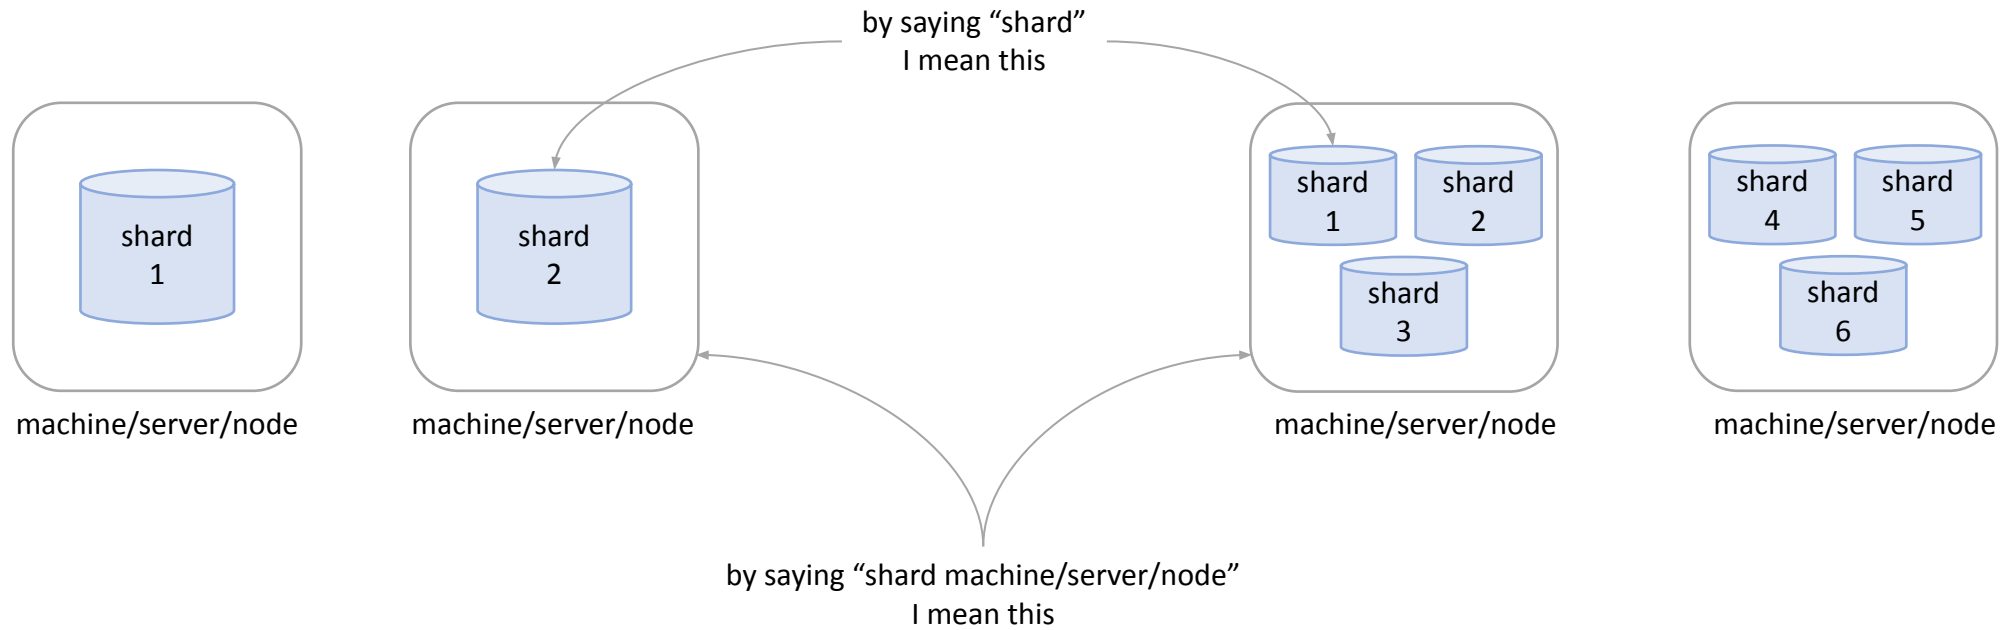 by saying “shard”
I mean this
shard
1
shard
2
shard
1
shard
2
shard
3
shard
4
shard
5
shard
6
machine/server/node
machine/server/node
machine/server/node
machine/server/node
by saying “shard machine/server/node”
I mean this